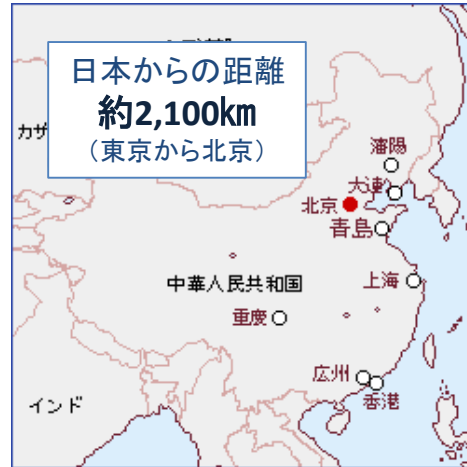 日本からの距離
約2,100㎞
（東京から北京）
カザ
瀋陽
大連
北京
青島
中華人民共和国
上海
重慶
広州
香港
インド